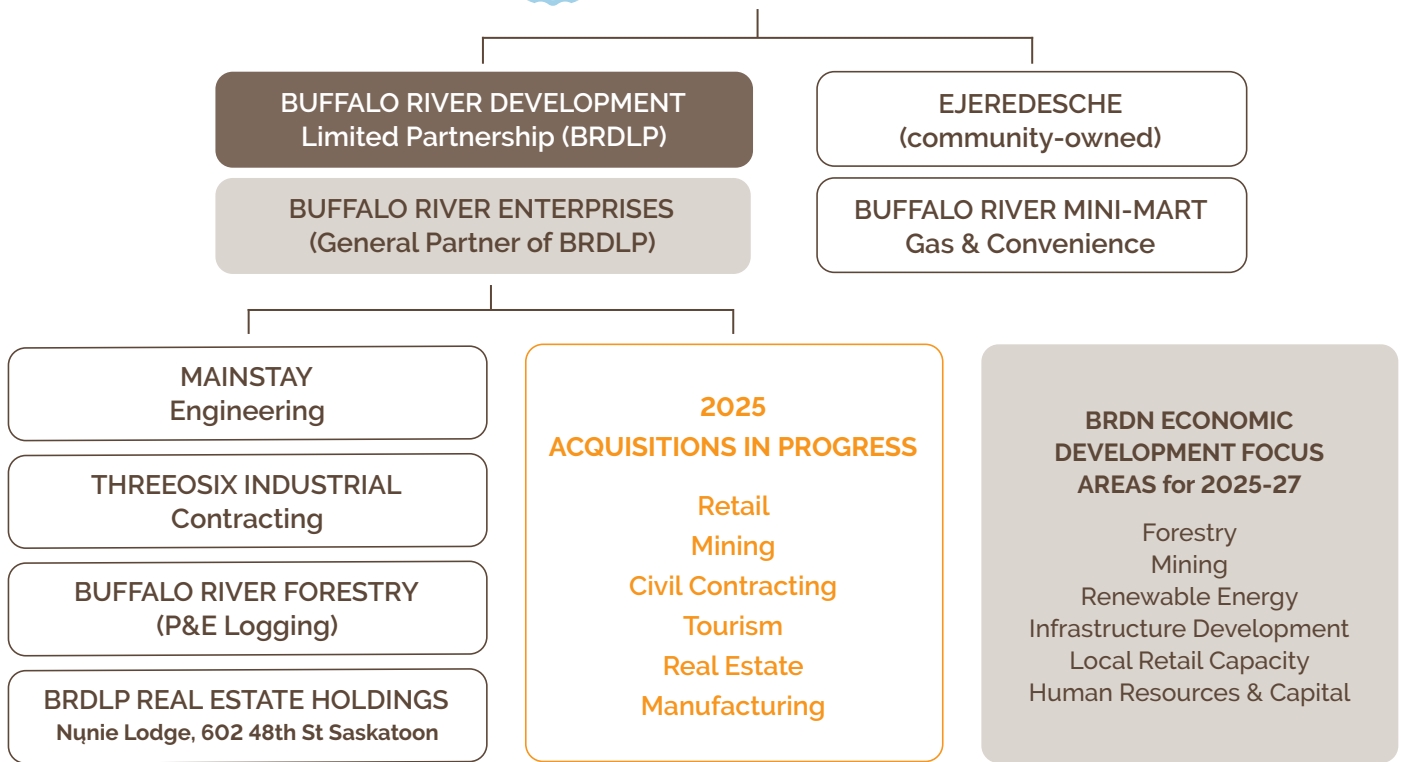 BUFFALO RIVER DEVELOPMENT
Limited Partnership (BRDLP)
EJEREDESCHE
(community-owned)
BUFFALO RIVER ENTERPRISES
(General Partner of BRDLP)
BUFFALO RIVER MINI-MART
Gas & Convenience
MAINSTAY
Engineering
THREEOSIX INDUSTRIAL
Contracting
BUFFALO RIVER FORESTRY
(P&E Logging)
BRDLP REAL ESTATE HOLDINGS
Nųnie Lodge, 602 48th St Saskatoon
2025
ACQUISITIONS IN PROGRESS
Retail
Mining
Civil Contracting
Tourism
Real Estate
Manufacturing
BRDN ECONOMIC
DEVELOPMENT FOCUS
AREAS for 2025-27
Forestry
Mining
Renewable Energy
Infrastructure Development
Local Retail Capacity
Human Resources & Capital